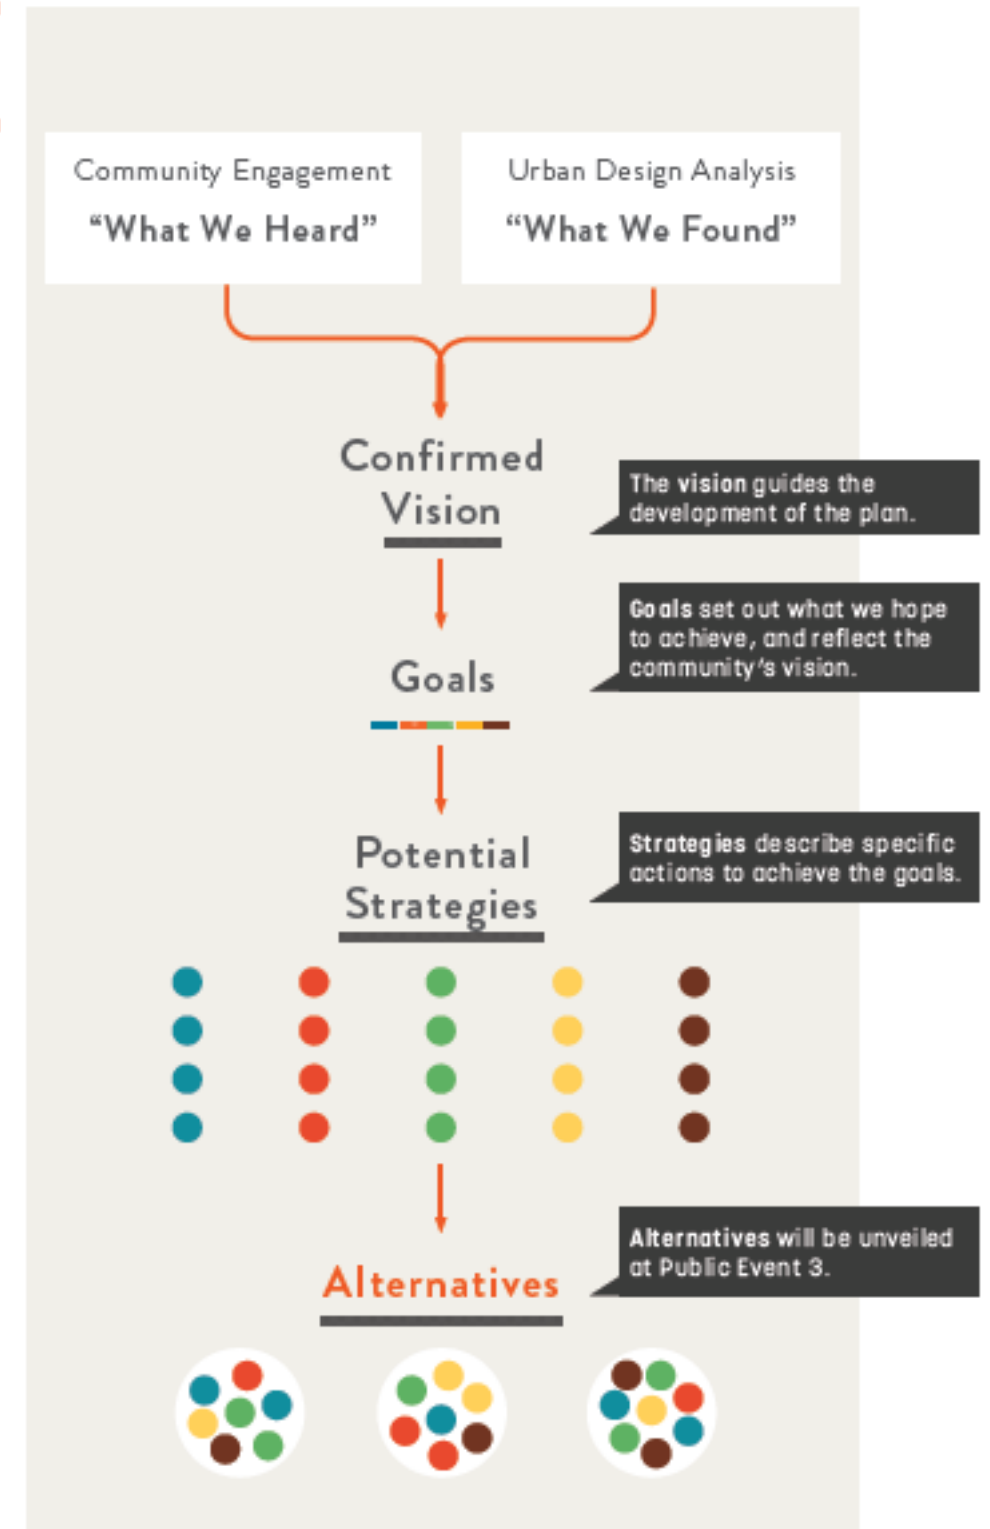 Community Engagement
“What We Heard”
Urban Design Analysis
“What We Found”
Confirmed
Vision
The vision guides the
development of the plan.
Goals
Goals set out what we hope
to achieve, and reflect the
community's vision.
Potential
Strategies
Strategies describe specific
actions to achieve the goals.
Alternatives
Alternatives will be unveiled
at Public Event 3.